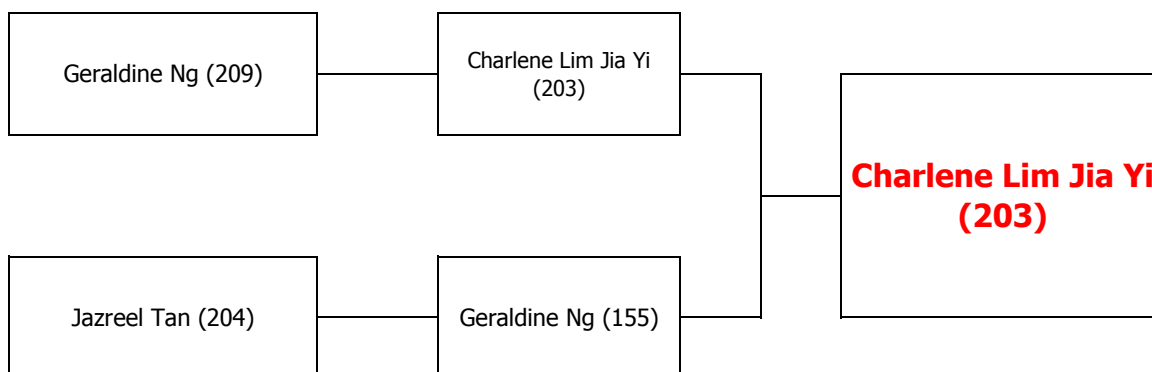 Geraldine Ng (209)
Charlene Lim Jia Yi
(203)
Charlene Lim Jia Yi
(203)
Jazreel Tan (204)
Geraldine Ng (155)